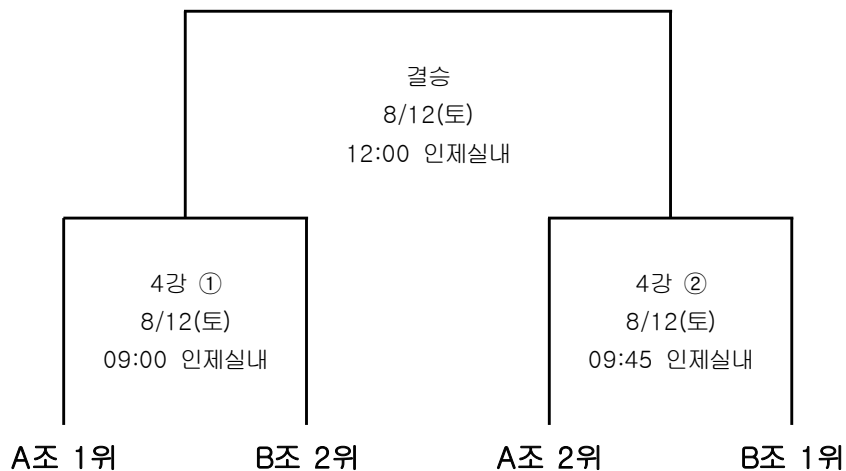 결승
8/12(토)
12:00 인제실내
4강 ①
8/12(토)
09:00 인제실내
4강 ②
8/12(토)
09:45 인제실내
A조 1위
B조 2위
A조 2위
B조 1위